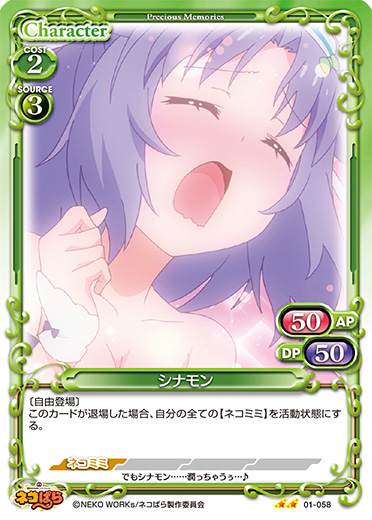 Precious Memories
Character
COST
2
SOURCE
3
50 AP
DP 50
シナモン
〔自由登場〕
このカードが退場した場合、自分の全ての【ネコミミ】を活動状態にす
る。
ネコミミ
でもシナモン……潤っちゃうぅ…♪
ネコぱら
©NEKO WORKs/ネコぱら製作委員会
01-058